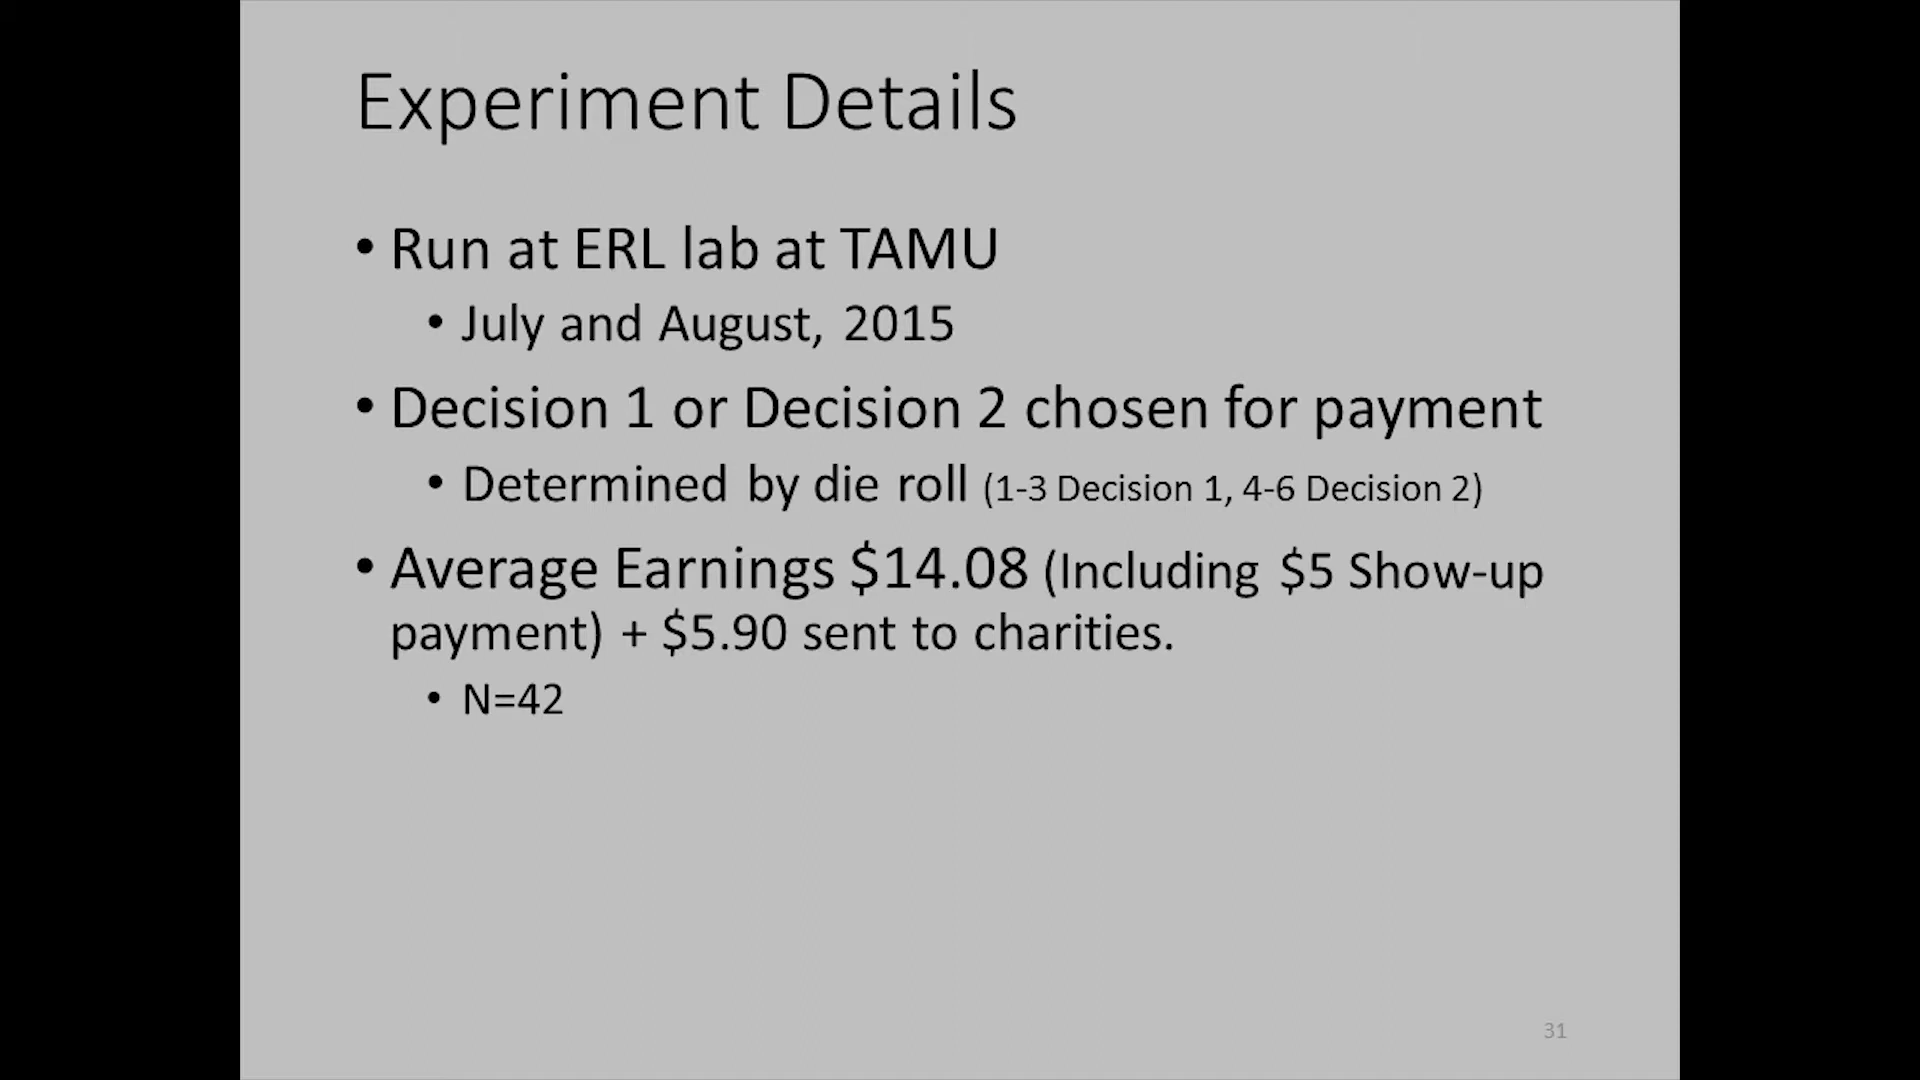 Experiment Details
• Run at ERL lab at TAMU
• July and August, 2015
• Decision 1 or Decision 2 chosen for payment
• Determined by die roll (1-3 Decision 1, 4-6 Decision 2)
• Average Earnings $14.08 (Including $5 Show-up
payment) + $5.90 sent to charities.
• N=42
31